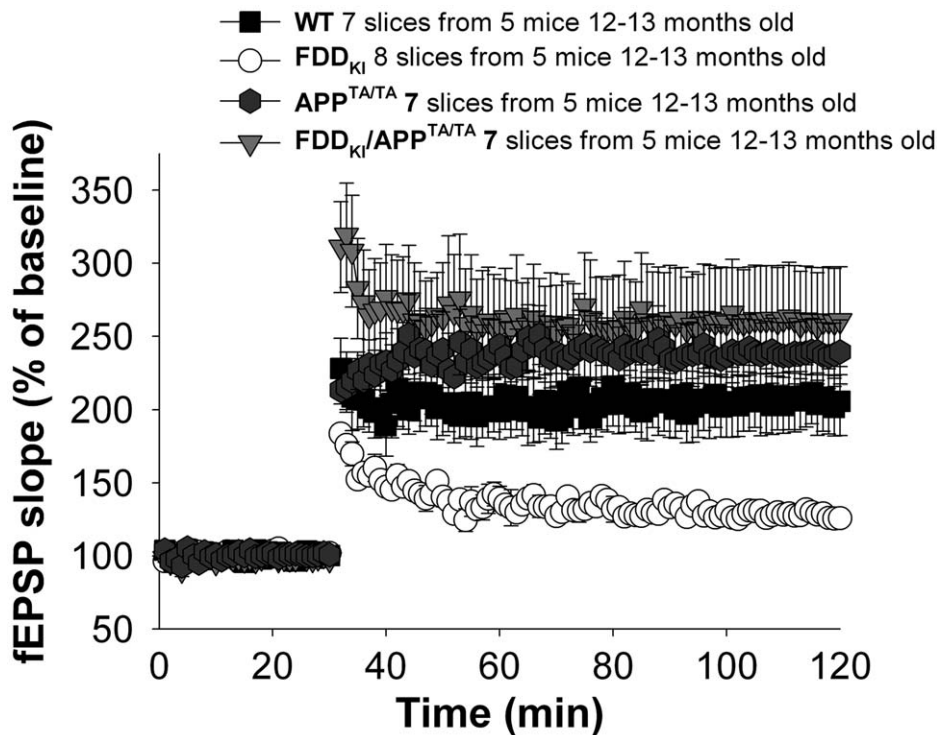 WT 7 slices from 5 mice 12-13 months old
FDDKI 8 slices from 5 mice 12-13 months old
APPTA/TA 7 slices from 5 mice 12-13 months old
FDDKI/APPTA/TA 7 slices from 5 mice 12-13 months old
fEPSP slope (% of baseline)
350
300
250
200
150
100
50
0 20 40 60 80 100 120
Time (min)